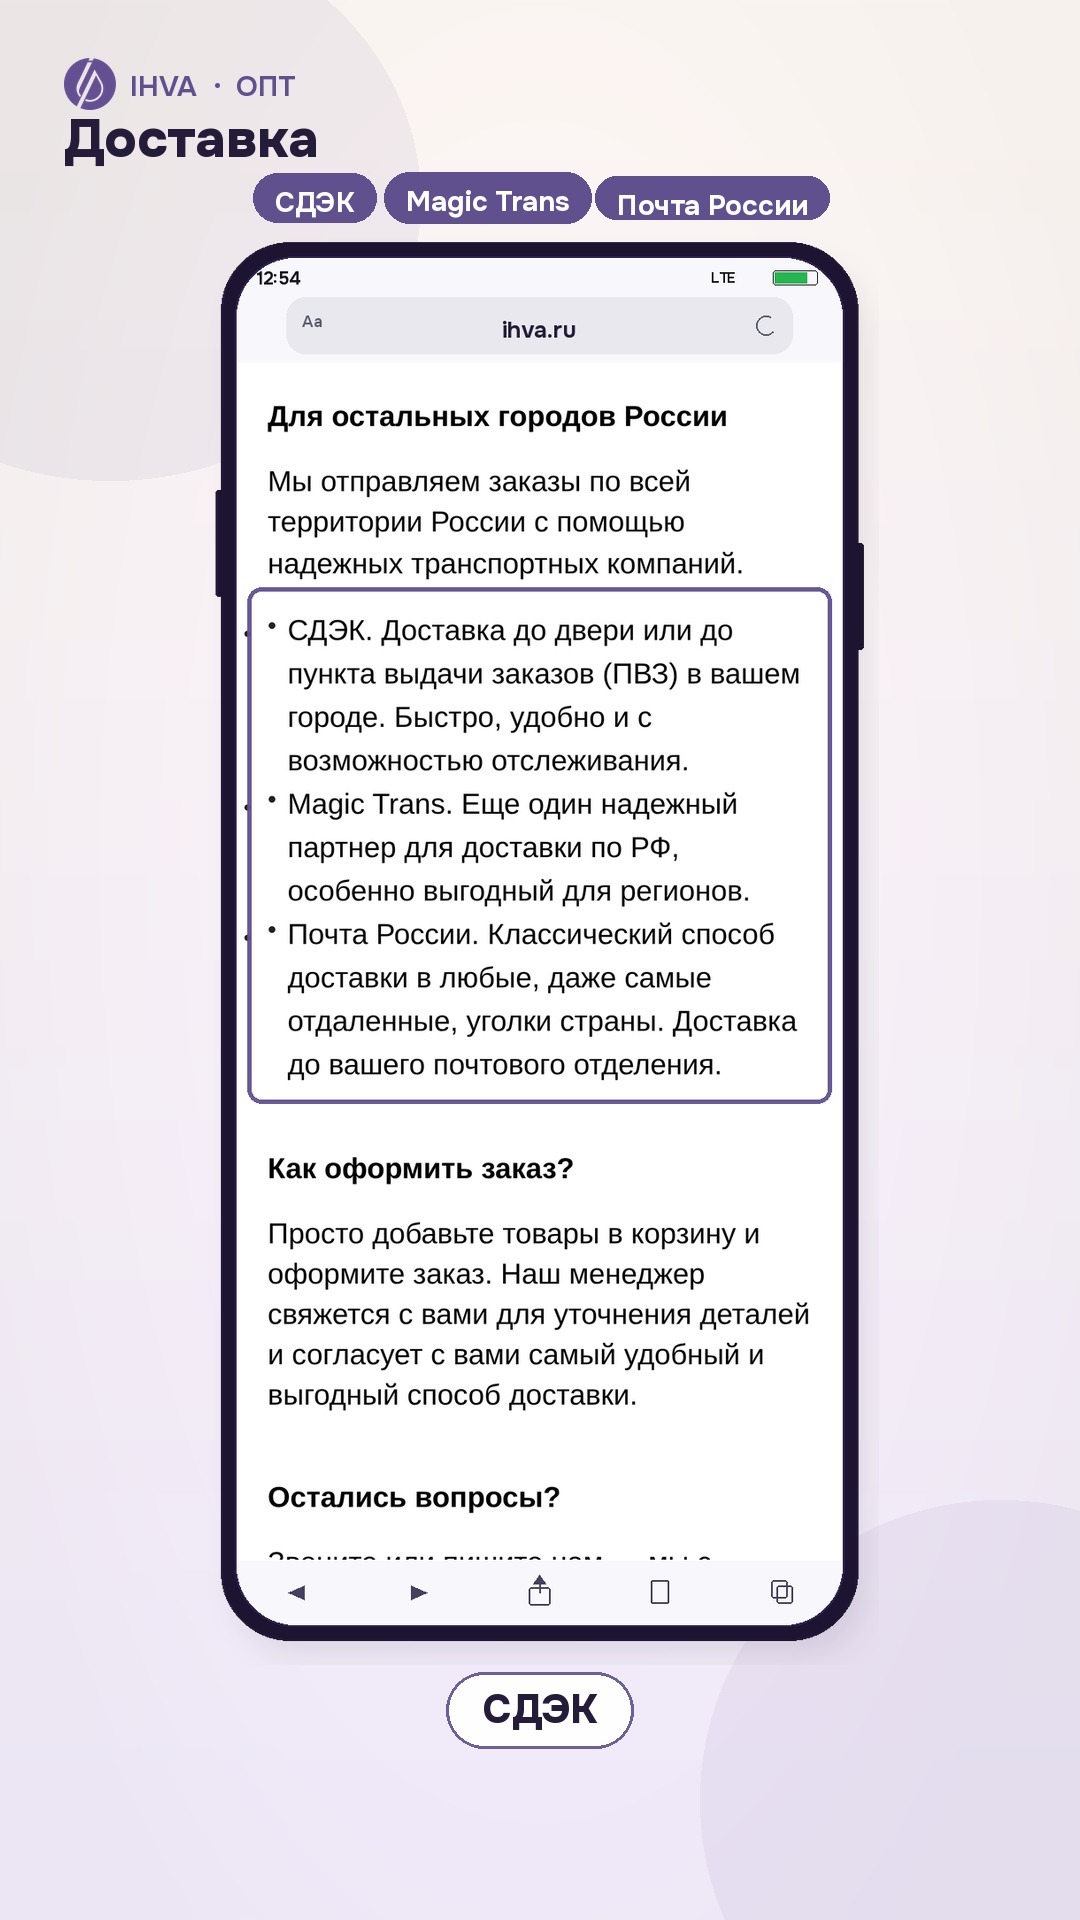 IHVA · ОПТ
Доставка
СДЭК
Magic Trans
Почта России
12:54
LTE
Aa
ihva.ru
Для остальных городов России
Мы отправляем заказы по всей
территории России с помощью
надежных транспортных компаний.
• СДЭК. Доставка до двери или до
пункта выдачи заказов (ПВЗ) в вашем
городе. Быстро, удобно и с
возможностью отслеживания.
• Magic Trans. Еще один надежный
партнер для доставки по РФ,
особенно выгодный для регионов.
• Почта России. Классический способ
доставки в любые, даже самые
отдаленные, уголки страны. Доставка
до вашего почтового отделения.
Как оформить заказ?
Просто добавьте товары в корзину и
оформите заказ. Наш менеджер
свяжется с вами для уточнения деталей
и согласует с вами самый удобный и
выгодный способ доставки.
Остались вопросы?
СДЭК